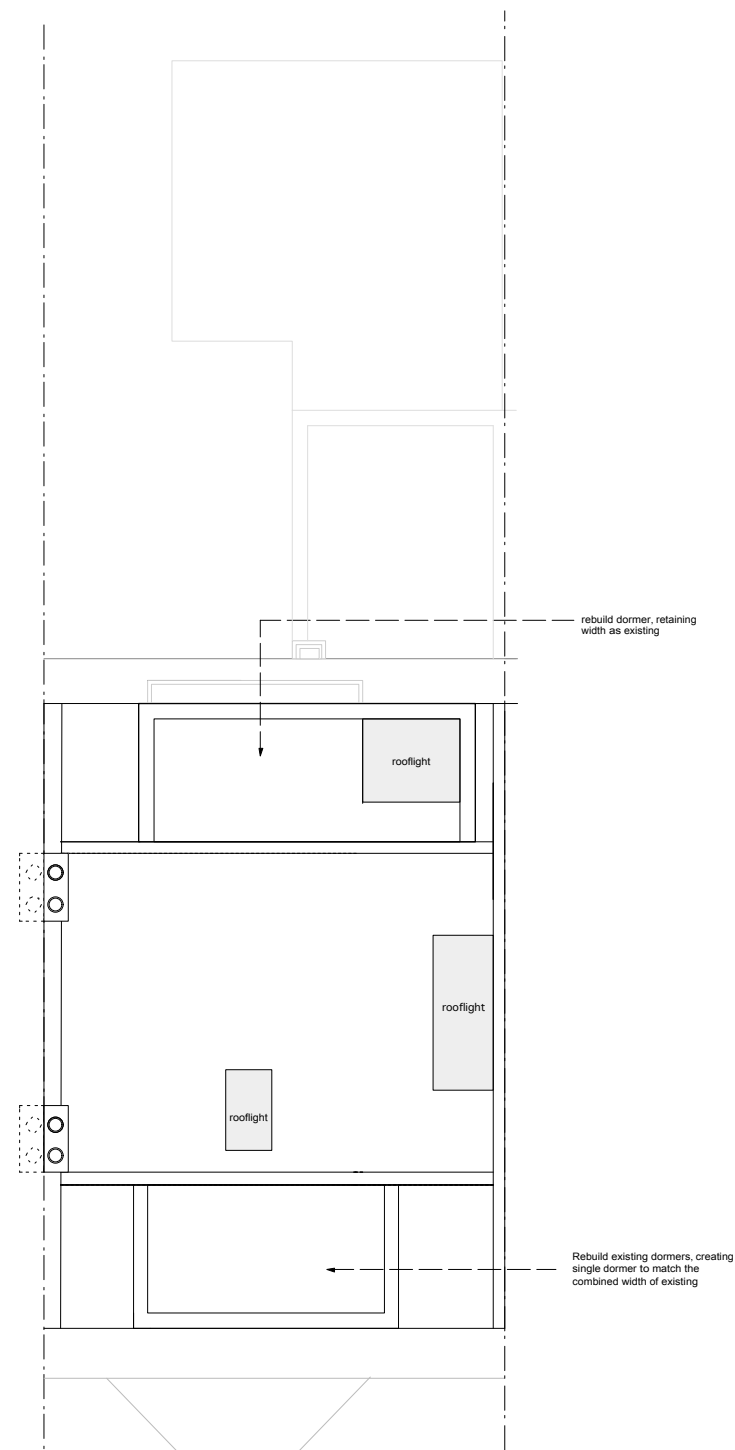 rebuild dormer, retaining
width as existing
rooflight
rooflight
rooflight
Rebuild existing dormers, creating
single dormer to match the
combined width of existing